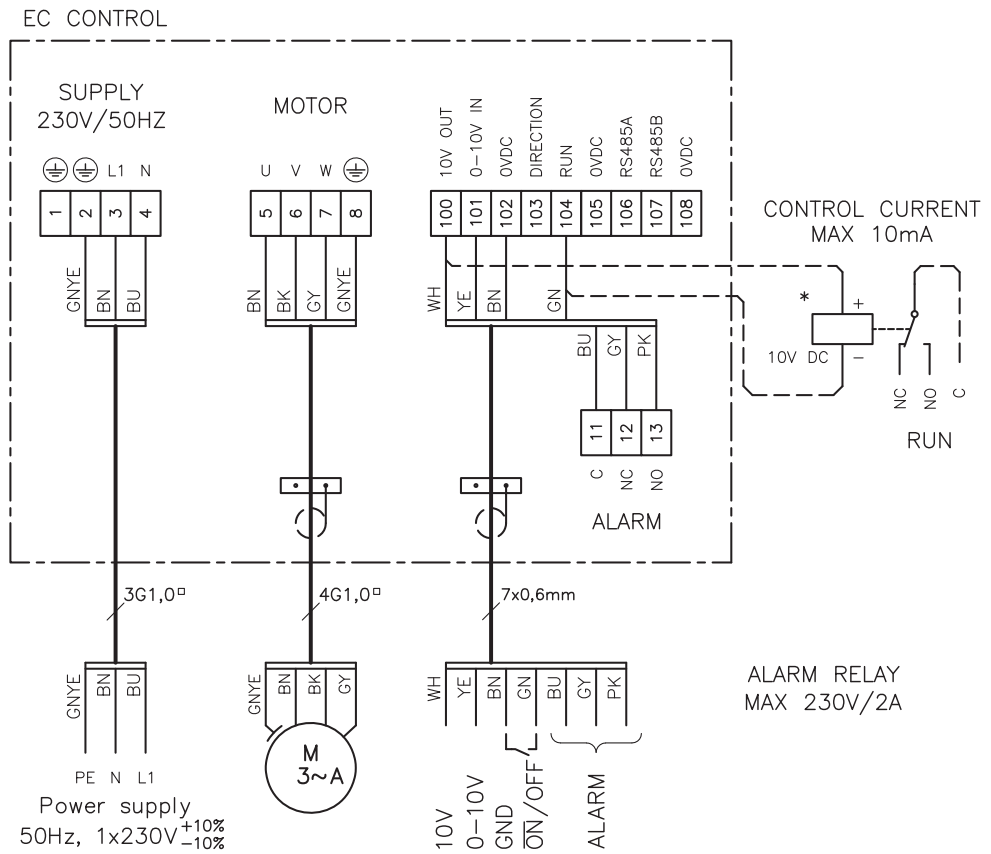 EC CONTROL
SUPPLY
230V/50HZ
MOTOR
10V OUT
0-10V IN
0VDC
DIRECTION
RUN
0VDC
RS485A
RS485B
0VDC
L1 N
U V W
1 2 3 4
5 6 7 8
100 101 102 103 104 105 106 107 108
CONTROL CURRENT
MAX 10mA
GNYE BN BU
BN BK GY GNYE
WH YE BN GN
* +
10V DC −
NC NO C
RUN
BU GY PK
11 12 13
C NC NO
ALARM
3G1,0▫
4G1,0▫
7x0,6mm
GNYE BN BU
GNYE BN BK GY
WH YE BN GN BU GY PK
ALARM RELAY
MAX 230V/2A
M
3~A
PE N L1
Power supply
50Hz, 1x230V +10%
−10%
10V
0-10V
GND
O̅N̅/OFF
ALARM